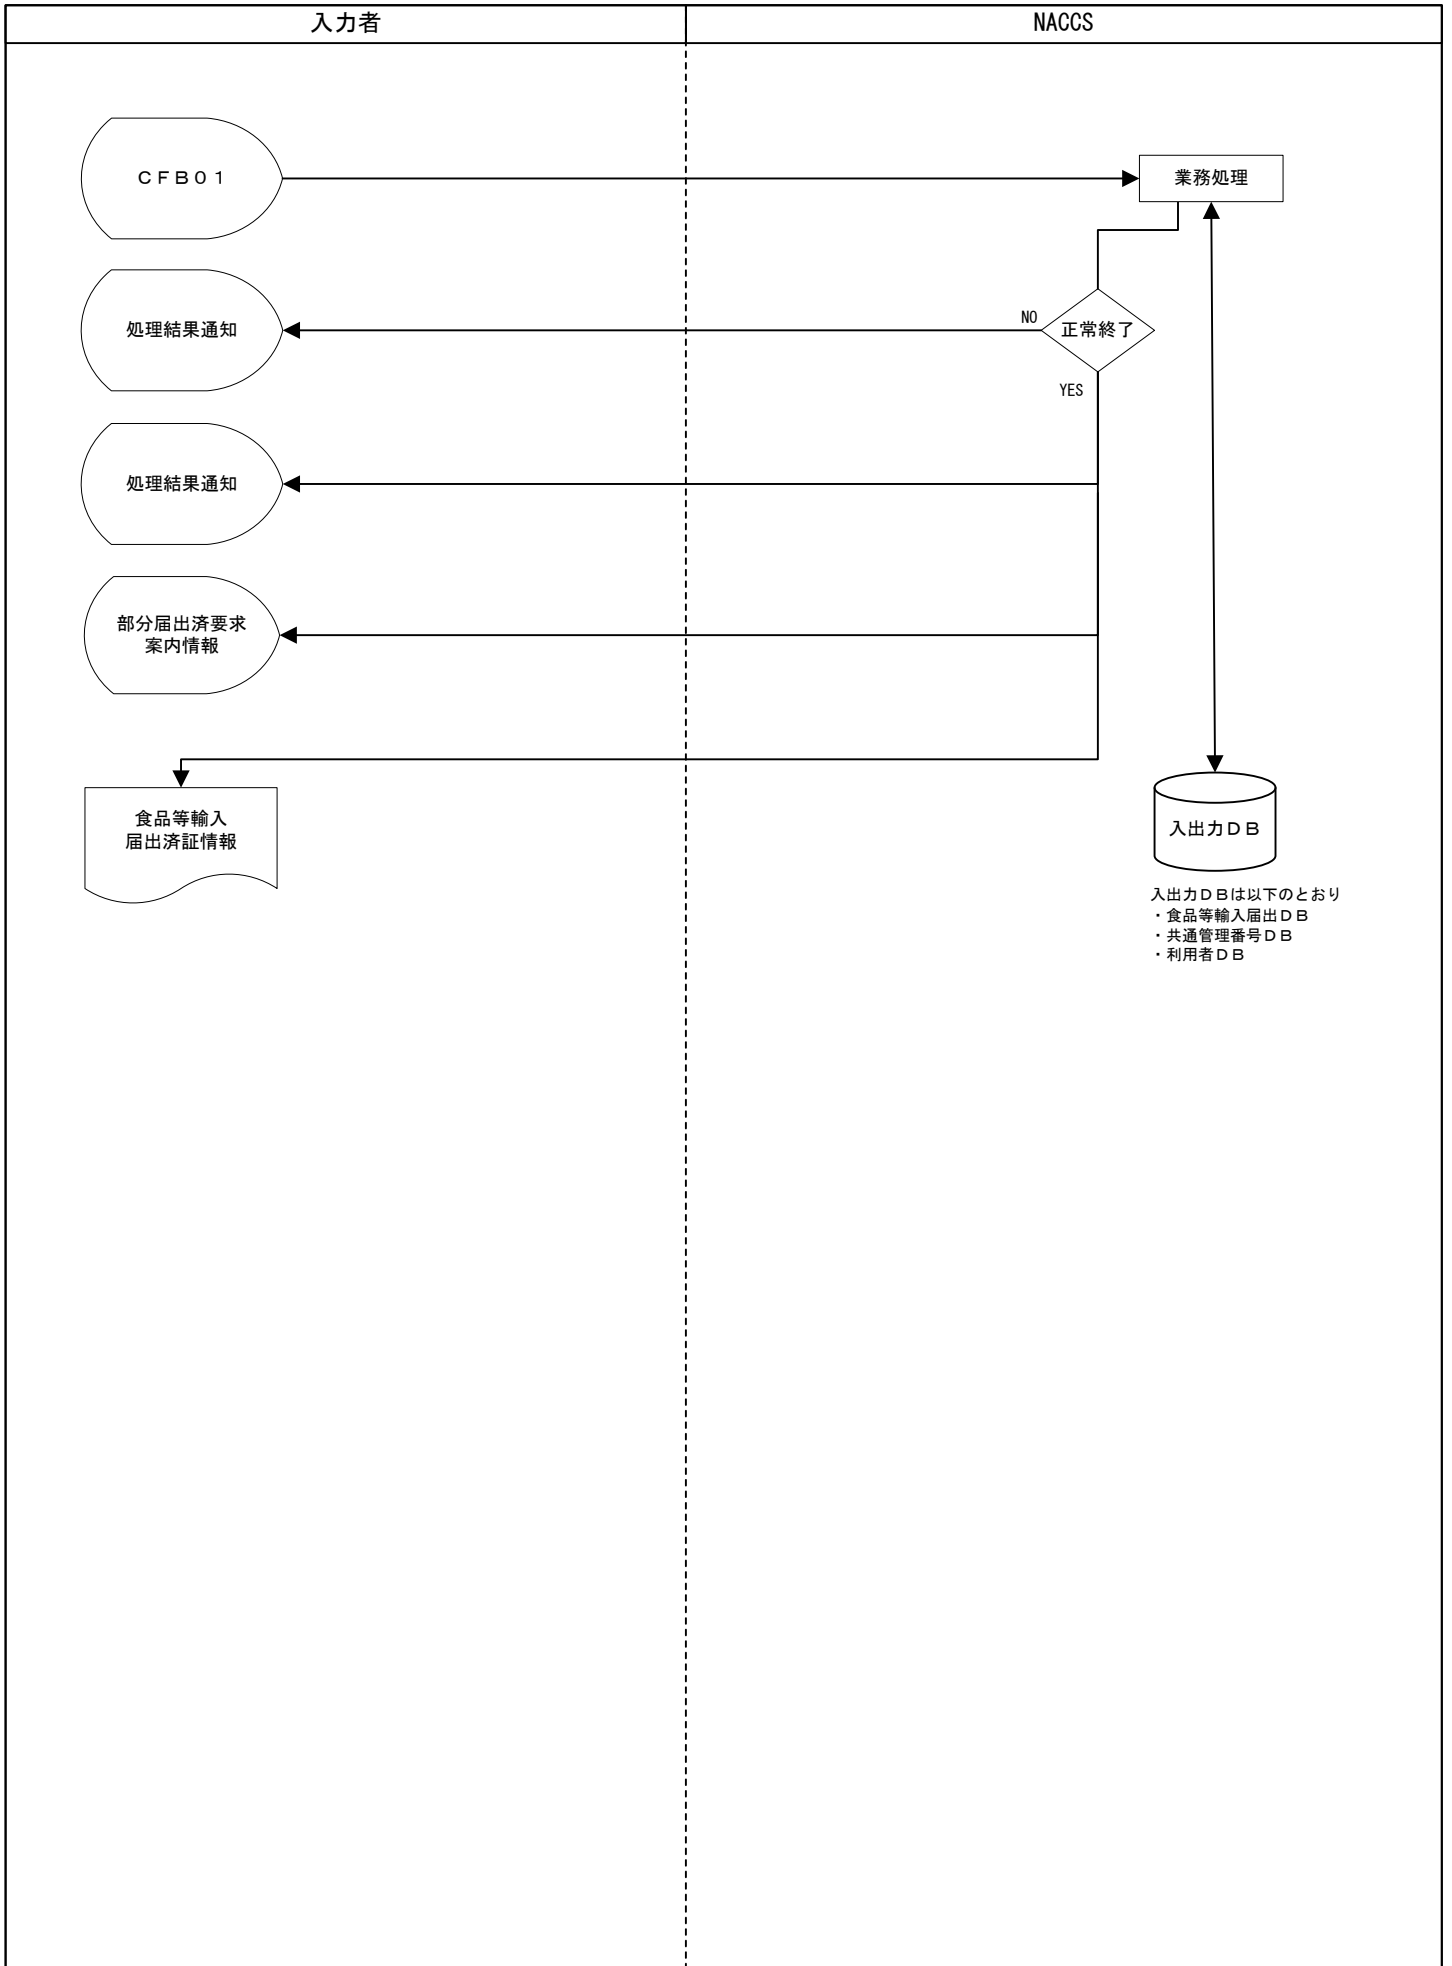 入力者
NACCS
ＣＦＢ０１
業務処理
処理結果通知
NO
正常終了
YES
処理結果通知
部分届出済要求
案内情報
食品等輸入
届出済証情報
入出力ＤＢ
入出力ＤＢは以下のとおり
・食品等輸入届出ＤＢ
・共通管理番号ＤＢ
・利用者ＤＢ